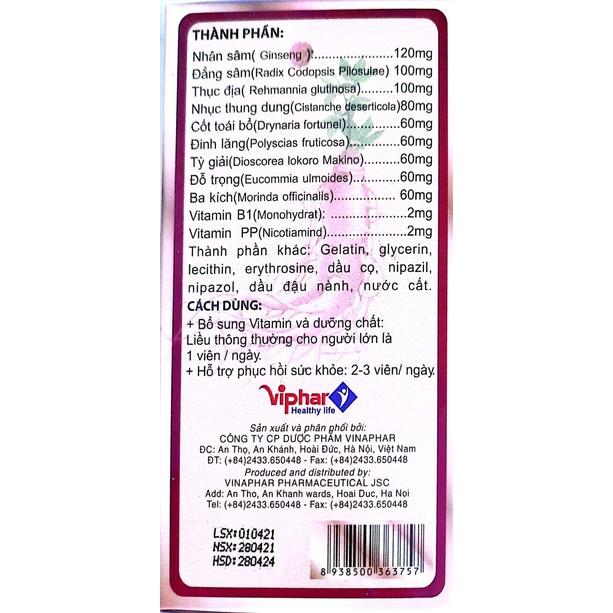 THÀNH PHẦN:
Nhân sâm( Ginseng ):......................120mg
Đẳng sâm(Radix Codopsis Pilosulae) 100mg
Thục địa( Rehmannia glutinosa)........100mg
Nhục thung dung(Cistanche deserticola)80mg
Cốt toái bổ(Drynaria fortunei)..............60mg
Đinh lăng(Polyscias fruticosa).............60mg
Tỳ giải(Dioscorea lokoro Makino).........60mg
Đỗ trọng(Eucommia ulmoides)............60mg
Ba kích(Morinda officinalis) ................60mg
Vitamin B1(Monohydrat): ....................2mg
Vitamin PP(Nicotiamind)......................2mg
Thành phần khác: Gelatin, glycerin,
lecithin, erythrosine, dầu cọ, nipazil,
nipazol, dầu đậu nành, nước cất.
CÁCH DÙNG:
+ Bổ sung Vitamin và dưỡng chất:
Liều thông thường cho người lớn là
1 viên / ngày.
+ Hỗ trợ phục hồi sức khỏe: 2-3 viên/ ngày.
Viphar
Healthy life
Sản xuất và phân phối bởi:
CÔNG TY CP DƯỢC PHẨM VINAPHAR
ĐC: An Thọ, An Khánh, Hoài Đức, Hà Nội, Việt Nam
ĐT: (+84)2433.650448 - Fax: (+84)2433.650448
Produced and distributed by:
VINAPHAR PHARMACEUTICAL JSC
Add: An Tho, An Khanh wards, Hoai Duc, Ha Noi
Tel: (+84)2433.650448 - Fax: (+84)2433.650448
LSX:010421
NSX:280421
HSD:280424
8 938500 363757